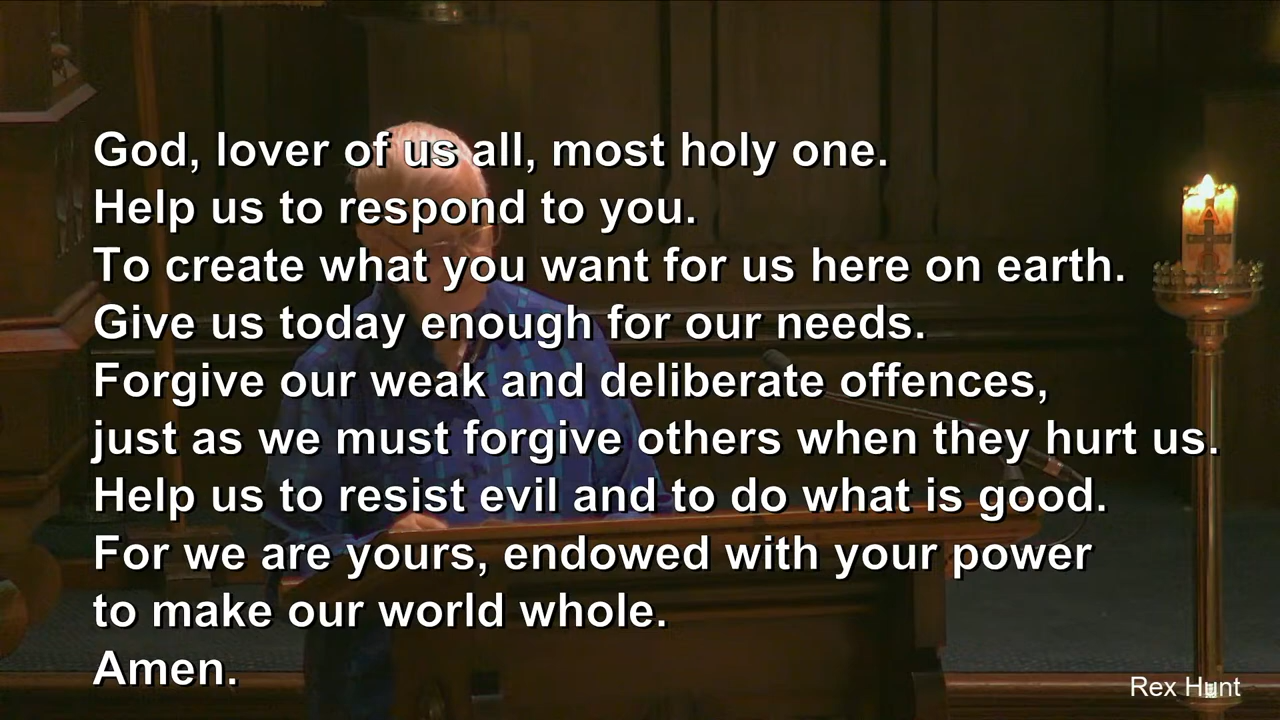 God, lover of us all, most holy one.
Help us to respond to you.
To create what you want for us here on earth.
Give us today enough for our needs.
Forgive our weak and deliberate offences,
just as we must forgive others when they hurt us.
Help us to resist evil and to do what is good.
For we are yours, endowed with your power
to make our world whole.
Amen.
Rex Hunt